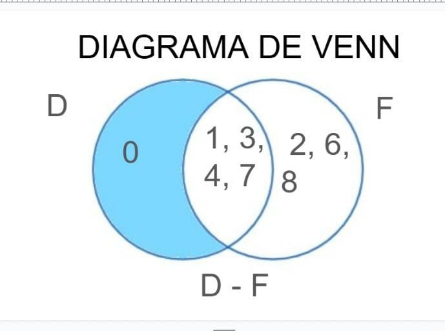 DIAGRAMA DE VENN
D
F
0
1, 3,
4, 7
2, 6,
8
D - F